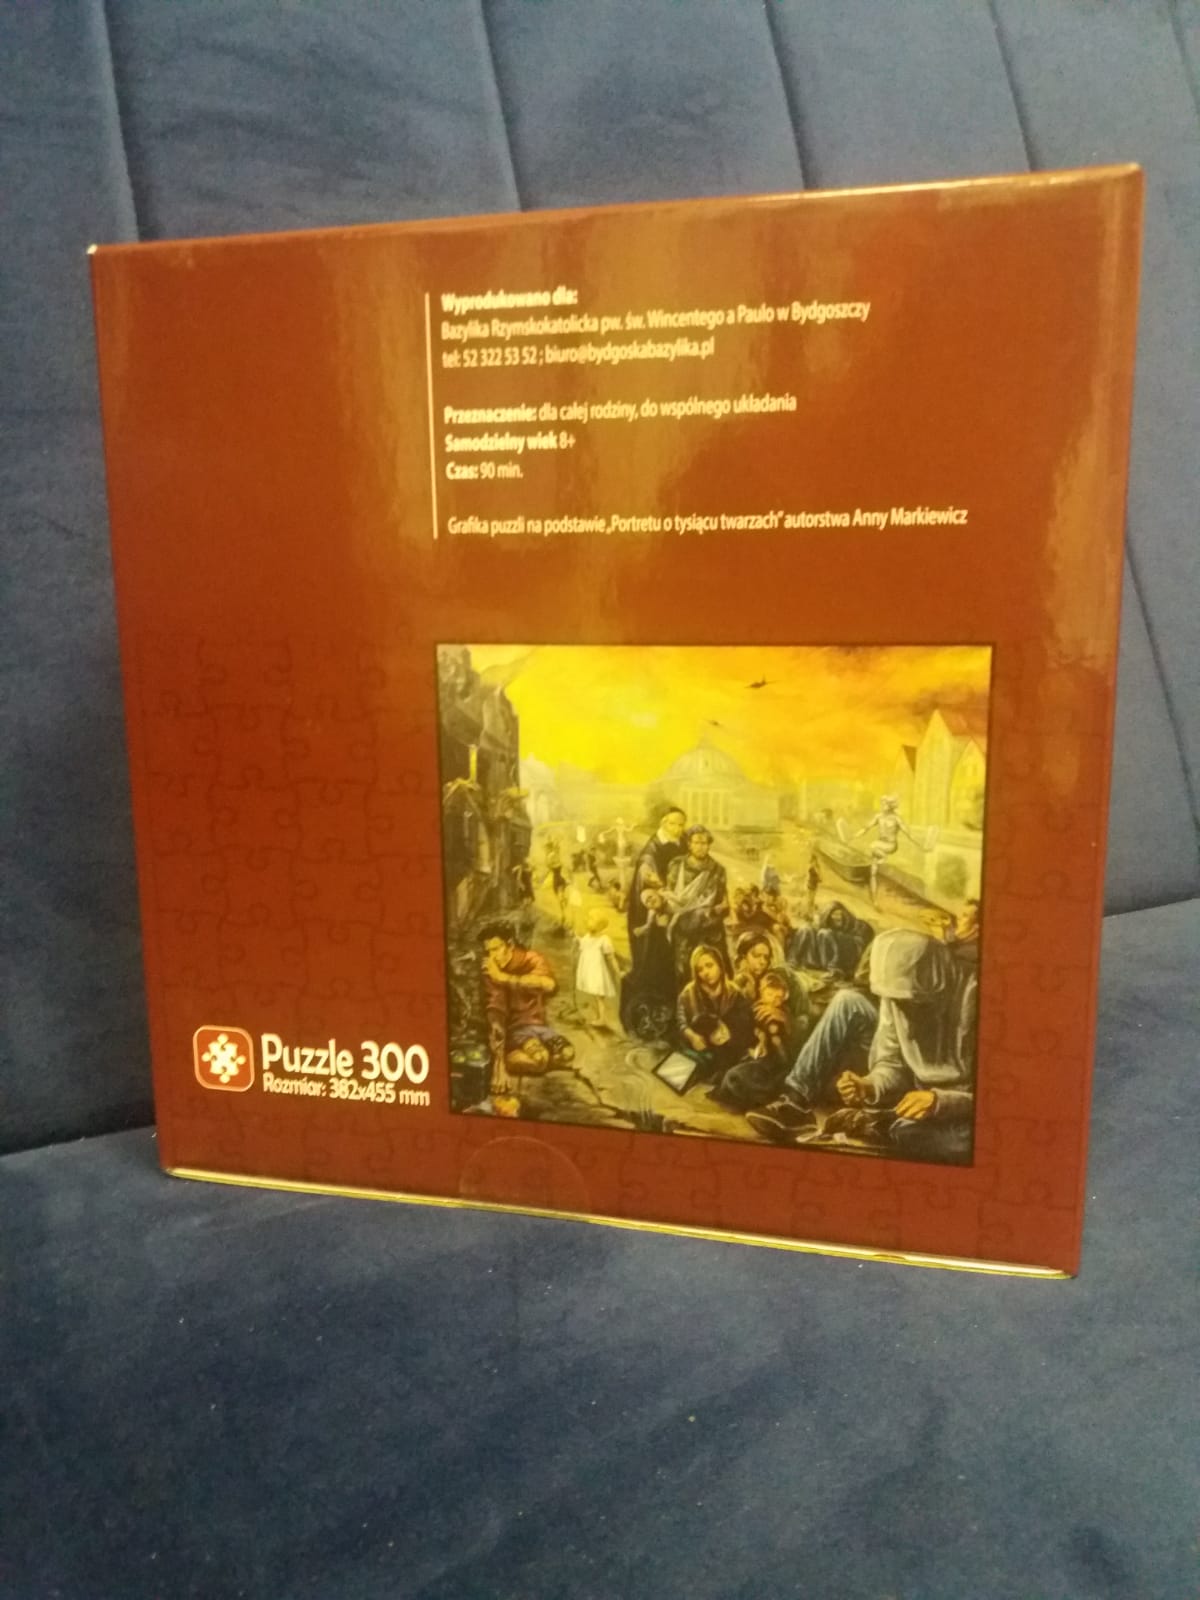 Wyprodukowano dla:
Bazylika Rzymskokatolicka pw. św. Wincentego a Paulo w Bydgoszczy
tel: 52 322 53 52 ; biuro@bydgoskabazylika.pl
Przeznaczenie: dla całej rodziny, do wspólnego układania
Samodzielny wiek 8+
Czas: 90 min.
Grafika puzzli na podstawie „Portretu o tysiącu twarzach” autorstwa Anny Markiewicz
Puzzle 300
Rozmiar: 382x455 mm